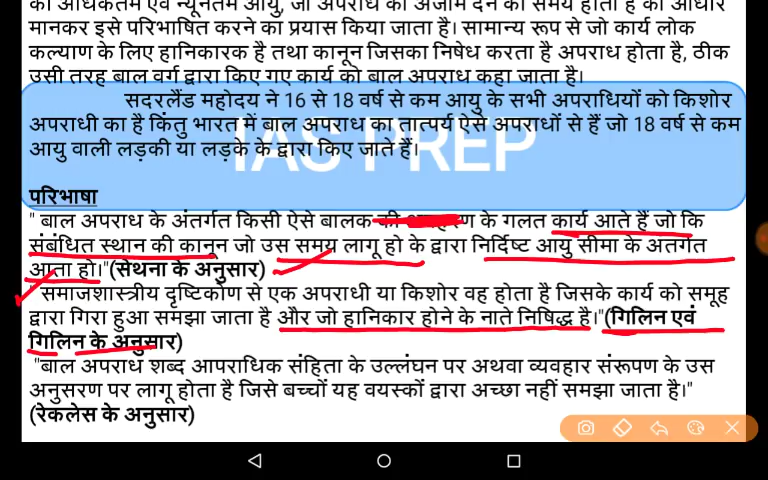 की अधिकतम एवं न्यूनतम आयु, जो अपराध को अंजाम देने का समय होता है को आधार
मानकर इसे परिभाषित करने का प्रयास किया जाता है। सामान्य रूप से जो कार्य लोक
कल्याण के लिए हानिकारक है तथा कानून जिसका निषेध करता है अपराध होता है, ठीक
उसी तरह बाल वर्ग द्वारा किए गए कार्य को बाल अपराध कहा जाता है।
सदरलैंड महोदय ने 16 से 18 वर्ष से कम आयु के सभी अपराधियों को किशोर
अपराधी का है किंतु भारत में बाल अपराध का तात्पर्य ऐसे अपराधों से हैं जो 18 वर्ष से कम
आयु वाली लड़की या लड़के के द्वारा किए जाते हैं।
IAS PREP
परिभाषा
" बाल अपराध के अंतर्गत किसी ऐसे बालक के गलत कार्य आते हैं जो कि
संबंधित स्थान की कानून जो उस समय लागू हो के द्वारा निर्दिष्ट आयु सीमा के अंतर्गत
आता हो।"(सेथना के अनुसार)
" समाजशास्त्रीय दृष्टिकोण से एक अपराधी या किशोर वह होता है जिसके कार्य को समूह
द्वारा गिरा हुआ समझा जाता है और जो हानिकार होने के नाते निषिद्ध है।"(गिलिन एवं
गिलिन के अनुसार)
"बाल अपराध शब्द आपराधिक संहिता के उल्लंघन पर अथवा व्यवहार संरूपण के उस
अनुसरण पर लागू होता है जिसे बच्चों यह वयस्कों द्वारा अच्छा नहीं समझा जाता है।"
(रेकलेस के अनुसार)